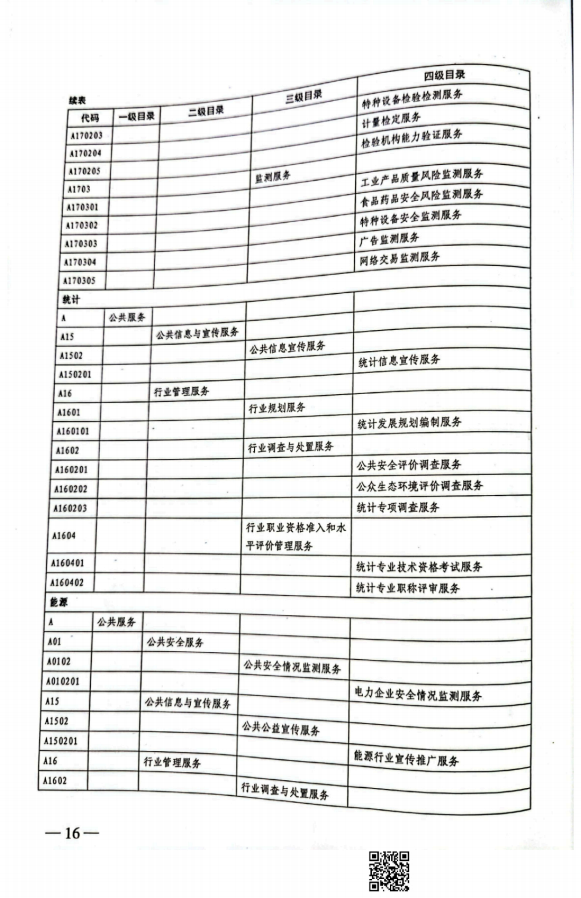 续表
代码 一级目录 二级目录 三级目录 四级目录
A170203 特种设备检验检测服务
A170204 计量检定服务
A170205 检验机构能力验证服务
A1703 监测服务
A170301 工业产品质量风险监测服务
A170302 食品药品安全风险监测服务
A170303 特种设备安全监测服务
A170304 广告监测服务
A170305 网络交易监测服务
统计
A 公共服务
A15 公共信息与宣传服务
A1502 公共信息宣传服务
A150201 统计信息宣传服务
A16 行业管理服务
A1601 行业规划服务
A160101 统计发展规划编制服务
A1602 行业调查与处置服务
A160201 公共安全评价调查服务
A160202 公众生态环境评价调查服务
A160203 统计专项调查服务
A1604 行业职业资格准入和水
平评价管理服务
A160401 统计专业技术资格考试服务
A160402 统计专业职称评审服务
能源
A 公共服务
A01 公共安全服务
A0102 公共安全情况监测服务
A010201 电力企业安全情况监测服务
A15 公共信息与宣传服务
A1502 公共公益宣传服务
A150201 能源行业宣传推广服务
A16 行业管理服务
A1602 行业调查与处置服务
—16—